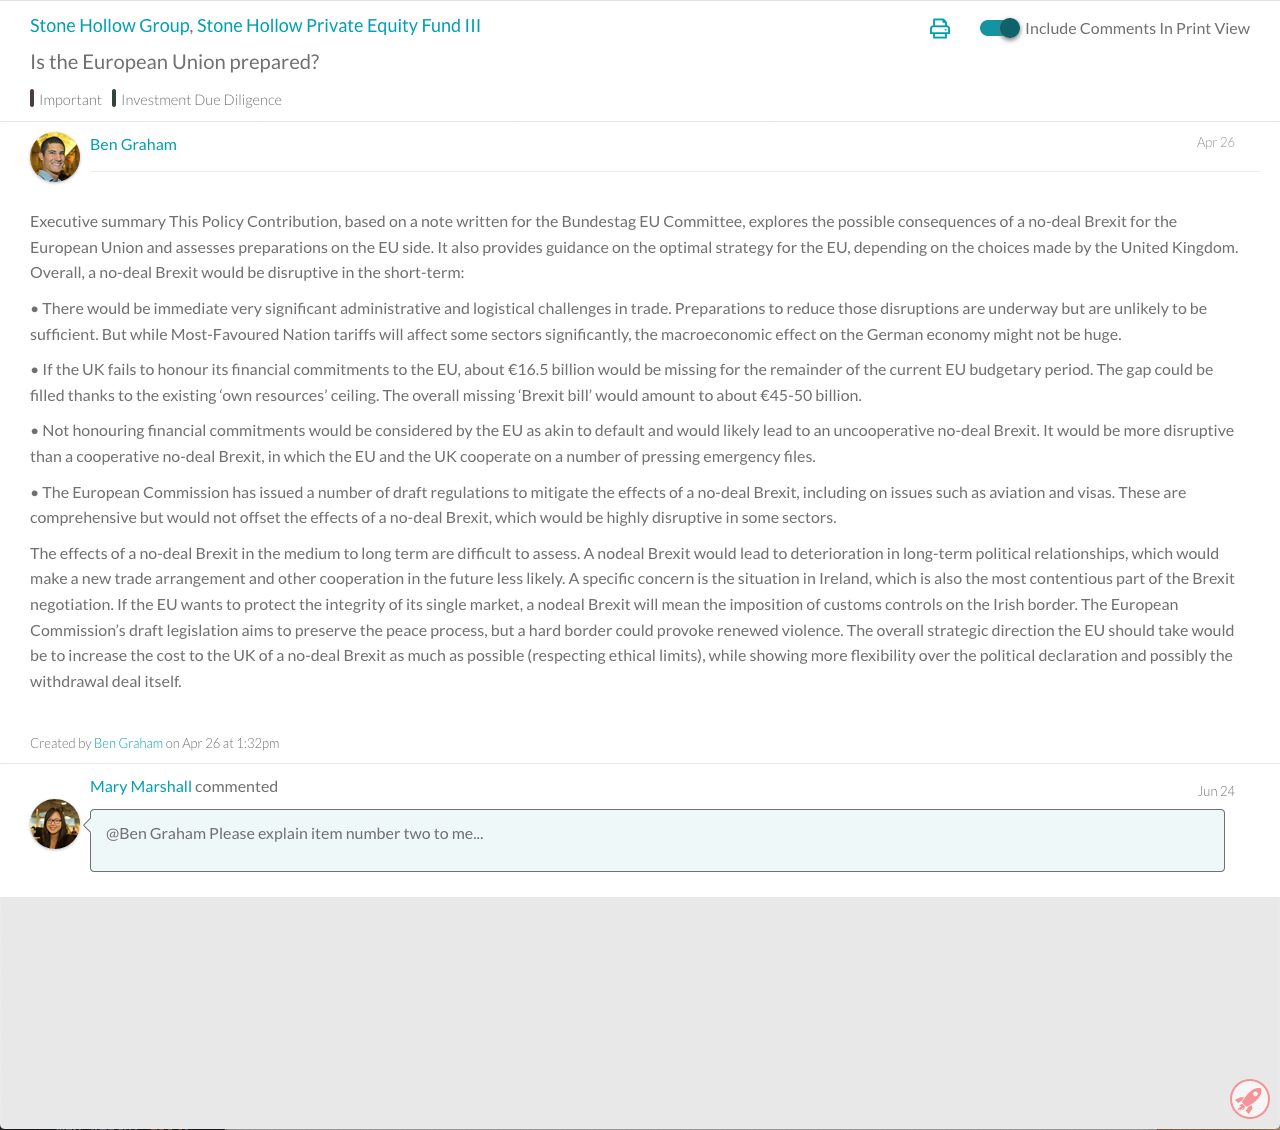 Stone Hollow Group, Stone Hollow Private Equity Fund III
Include Comments In Print View
Is the European Union prepared?
Important Investment Due Diligence
Ben Graham
Apr 26
Executive summary This Policy Contribution, based on a note written for the Bundestag EU Committee, explores the possible consequences of a no-deal Brexit for the
European Union and assesses preparations on the EU side. It also provides guidance on the optimal strategy for the EU, depending on the choices made by the United Kingdom.
Overall, a no-deal Brexit would be disruptive in the short-term:
• There would be immediate very significant administrative and logistical challenges in trade. Preparations to reduce those disruptions are underway but are unlikely to be
sufficient. But while Most-Favoured Nation tariffs will affect some sectors significantly, the macroeconomic effect on the German economy might not be huge.
• If the UK fails to honour its financial commitments to the EU, about €16.5 billion would be missing for the remainder of the current EU budgetary period. The gap could be
filled thanks to the existing ‘own resources’ ceiling. The overall missing ‘Brexit bill’ would amount to about €45-50 billion.
• Not honouring financial commitments would be considered by the EU as akin to default and would likely lead to an uncooperative no-deal Brexit. It would be more disruptive
than a cooperative no-deal Brexit, in which the EU and the UK cooperate on a number of pressing emergency files.
• The European Commission has issued a number of draft regulations to mitigate the effects of a no-deal Brexit, including on issues such as aviation and visas. These are
comprehensive but would not offset the effects of a no-deal Brexit, which would be highly disruptive in some sectors.
The effects of a no-deal Brexit in the medium to long term are difficult to assess. A nodeal Brexit would lead to deterioration in long-term political relationships, which would
make a new trade arrangement and other cooperation in the future less likely. A specific concern is the situation in Ireland, which is also the most contentious part of the Brexit
negotiation. If the EU wants to protect the integrity of its single market, a nodeal Brexit will mean the imposition of customs controls on the Irish border. The European
Commission’s draft legislation aims to preserve the peace process, but a hard border could provoke renewed violence. The overall strategic direction the EU should take would
be to increase the cost to the UK of a no-deal Brexit as much as possible (respecting ethical limits), while showing more flexibility over the political declaration and possibly the
withdrawal deal itself.
Created by Ben Graham on Apr 26 at 1:32pm
Mary Marshall commented
Jun 24
@Ben Graham Please explain item number two to me...